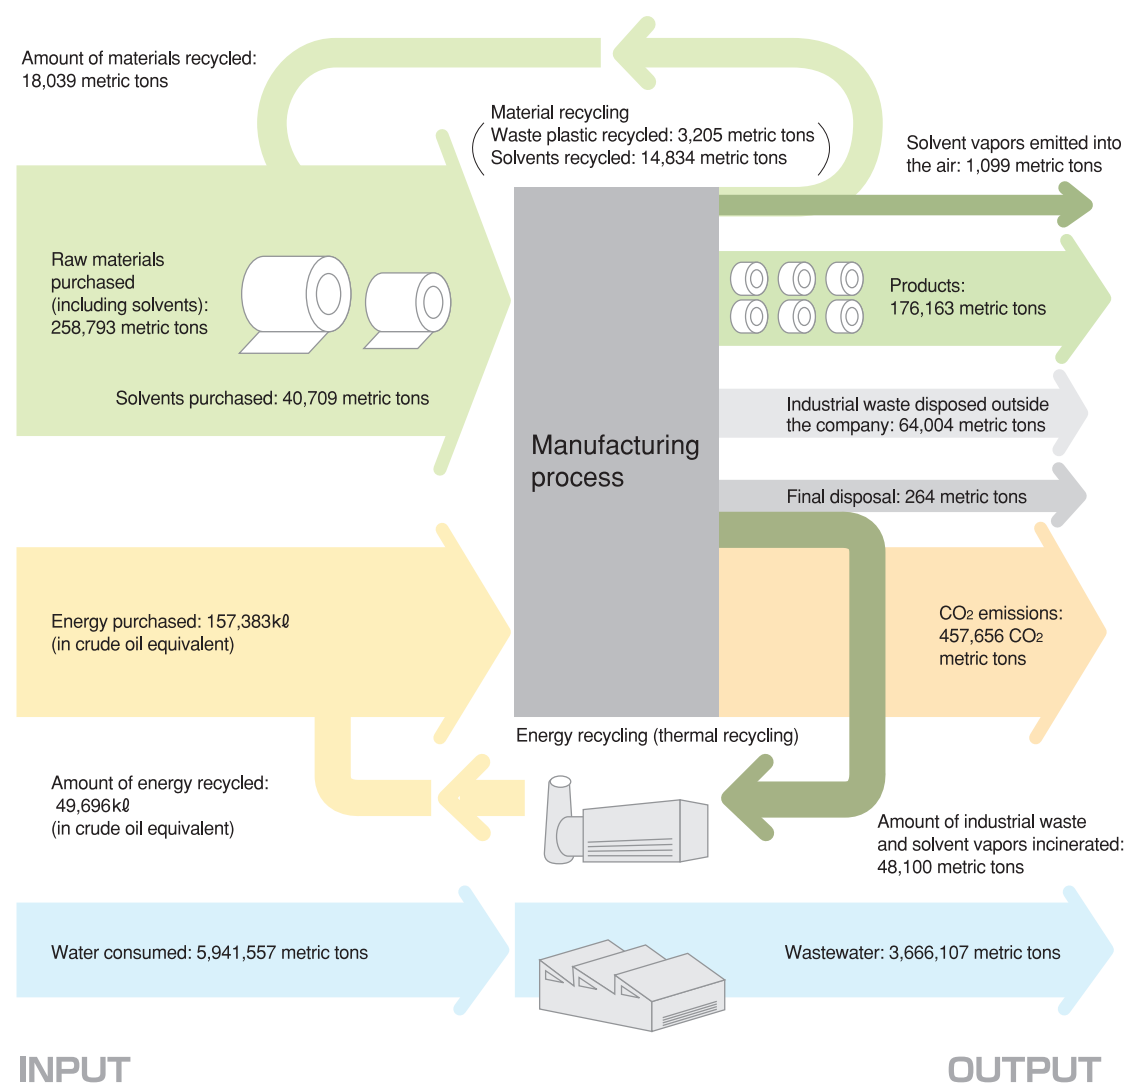 Amount of materials recycled:
18,039 metric tons
Material recycling
Waste plastic recycled: 3,205 metric tons
Solvents recycled: 14,834 metric tons
Solvent vapors emitted into
the air: 1,099 metric tons
Raw materials
purchased
(including solvents):
258,793 metric tons
Solvents purchased: 40,709 metric tons
Products:
176,163 metric tons
Industrial waste disposed outside
the company: 64,004 metric tons
Manufacturing
process
Final disposal: 264 metric tons
Energy purchased: 157,383kℓ
(in crude oil equivalent)
CO₂ emissions:
457,656 CO₂
metric tons
Energy recycling (thermal recycling)
Amount of energy recycled:
49,696kℓ
(in crude oil equivalent)
Amount of industrial waste
and solvent vapors incinerated:
48,100 metric tons
Water consumed: 5,941,557 metric tons
Wastewater: 3,666,107 metric tons
INPUT
OUTPUT